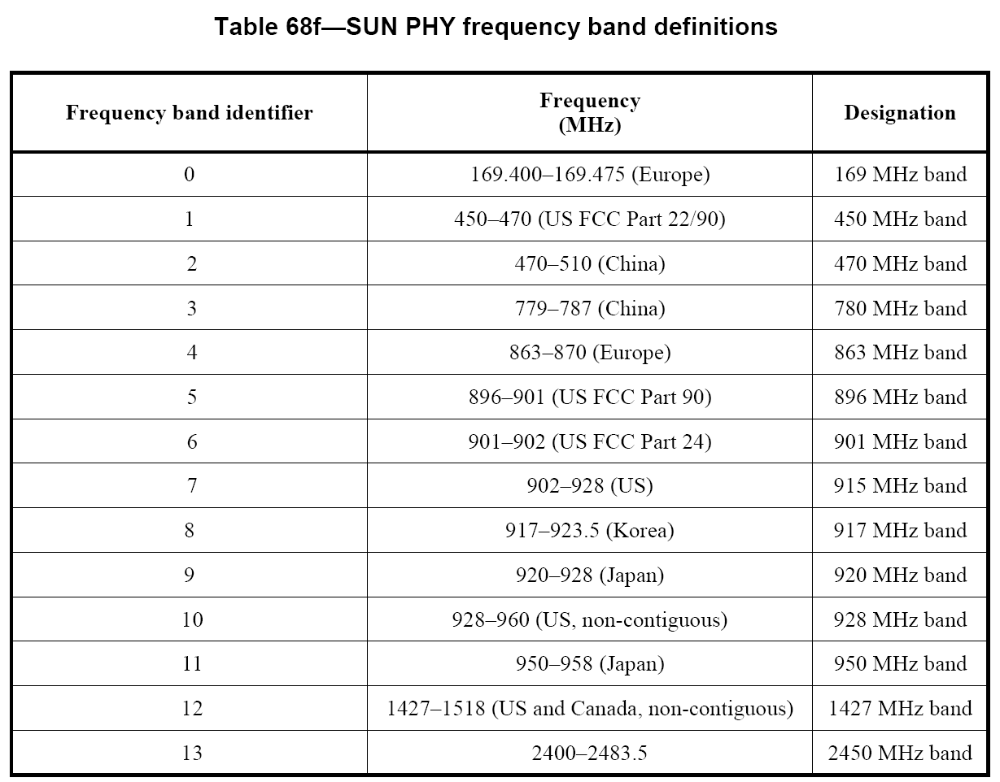 Table 68f—SUN PHY frequency band definitions
Frequency band identifier Frequency (MHz) Designation
0 169.400–169.475 (Europe) 169 MHz band
1 450–470 (US FCC Part 22/90) 450 MHz band
2 470–510 (China) 470 MHz band
3 779–787 (China) 780 MHz band
4 863–870 (Europe) 863 MHz band
5 896–901 (US FCC Part 90) 896 MHz band
6 901–902 (US FCC Part 24) 901 MHz band
7 902–928 (US) 915 MHz band
8 917–923.5 (Korea) 917 MHz band
9 920–928 (Japan) 920 MHz band
10 928–960 (US, non-contiguous) 928 MHz band
11 950–958 (Japan) 950 MHz band
12 1427–1518 (US and Canada, non-contiguous) 1427 MHz band
13 2400–2483.5 2450 MHz band